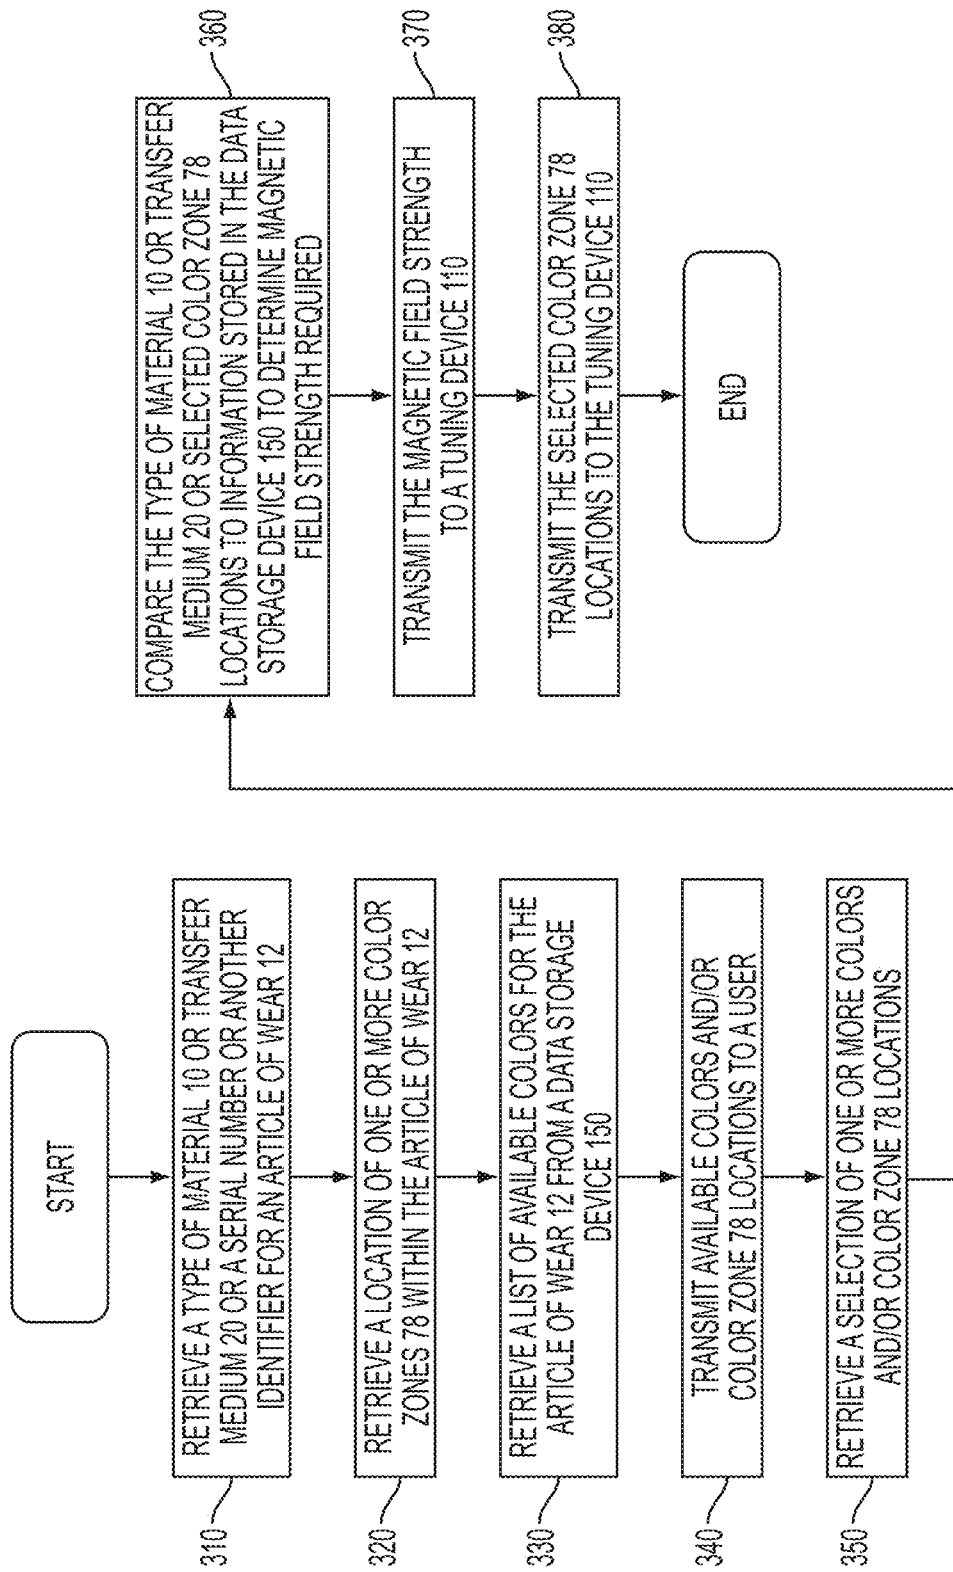 START
RETRIEVE A TYPE OF MATERIAL 10 OR TRANSFER
MEDIUM 20 OR A SERIAL NUMBER OR ANOTHER
IDENTIFIER FOR AN ARTICLE OF WEAR 12
310
RETRIEVE A LOCATION OF ONE OR MORE COLOR
ZONES 78 WITHIN THE ARTICLE OF WEAR 12
320
RETRIEVE A LIST OF AVAILABLE COLORS FOR THE
ARTICLE OF WEAR 12 FROM A DATA STORAGE
DEVICE 150
330
TRANSMIT AVAILABLE COLORS AND/OR
COLOR ZONE 78 LOCATIONS TO A USER
340
RETRIEVE A SELECTION OF ONE OR MORE COLORS
AND/OR COLOR ZONE 78 LOCATIONS
350
COMPARE THE TYPE OF MATERIAL 10 OR TRANSFER
MEDIUM 20 OR SELECTED COLOR ZONE 78
LOCATIONS TO INFORMATION STORED IN THE DATA
STORAGE DEVICE 150 TO DETERMINE MAGNETIC
FIELD STRENGTH REQUIRED
360
TRANSMIT THE MAGNETIC FIELD STRENGTH
TO A TUNING DEVICE 110
370
TRANSMIT THE SELECTED COLOR ZONE 78
LOCATIONS TO THE TUNING DEVICE 110
380
END